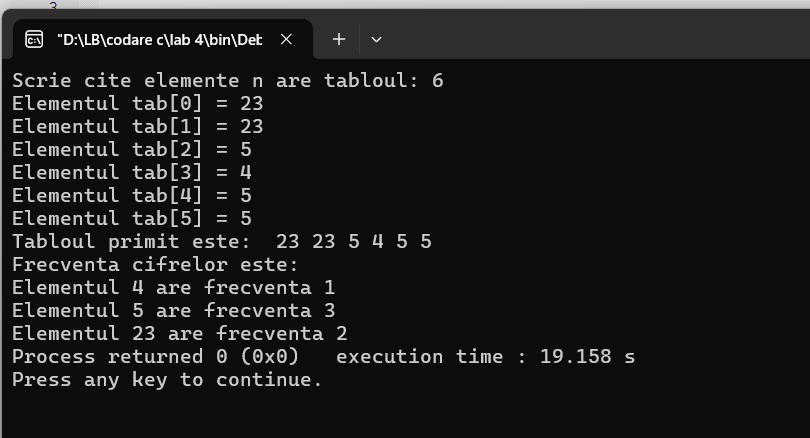 3
"D:\LB\codare c\lab 4\bin\Det
Scrie cite elemente n are tabloul: 6
Elementul tab[0] = 23
Elementul tab[1] = 23
Elementul tab[2] = 5
Elementul tab[3] = 4
Elementul tab[4] = 5
Elementul tab[5] = 5
Tabloul primit este:  23 23 5 4 5 5
Frecventa cifrelor este:
Elementul 4 are frecventa 1
Elementul 5 are frecventa 3
Elementul 23 are frecventa 2
Process returned 0 (0x0)   execution time : 19.158 s
Press any key to continue.